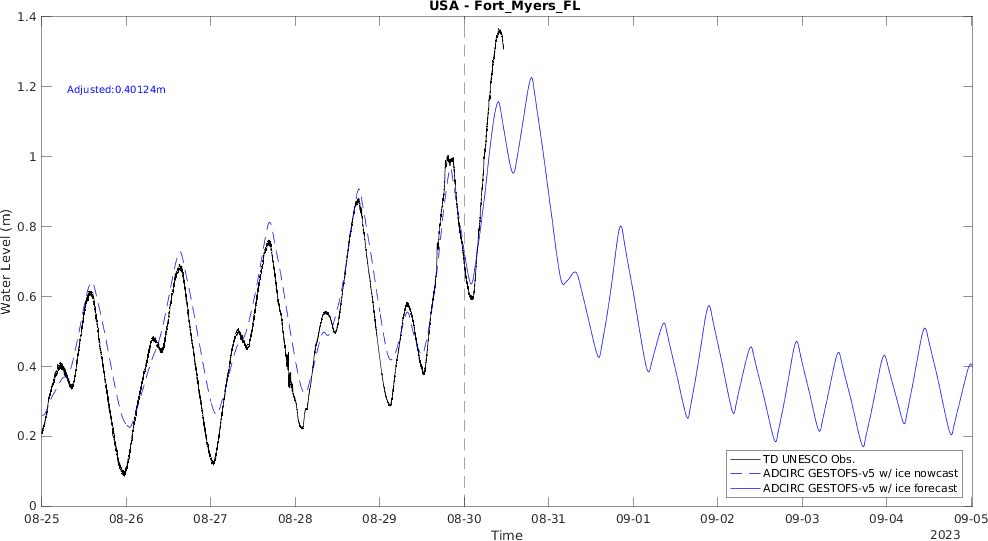 USA - Fort_Myers_FL
1.4
1.2
1
0.8
0.6
0.4
0.2
0
Water Level (m)
Adjusted:0.40124m
TD UNESCO Obs.
ADCIRC GESTOFS-v5 w/ ice nowcast
ADCIRC GESTOFS-v5 w/ ice forecast
08-25 08-26 08-27 08-28 08-29 08-30 08-31 09-01 09-02 09-03 09-04 09-05
Time
2023